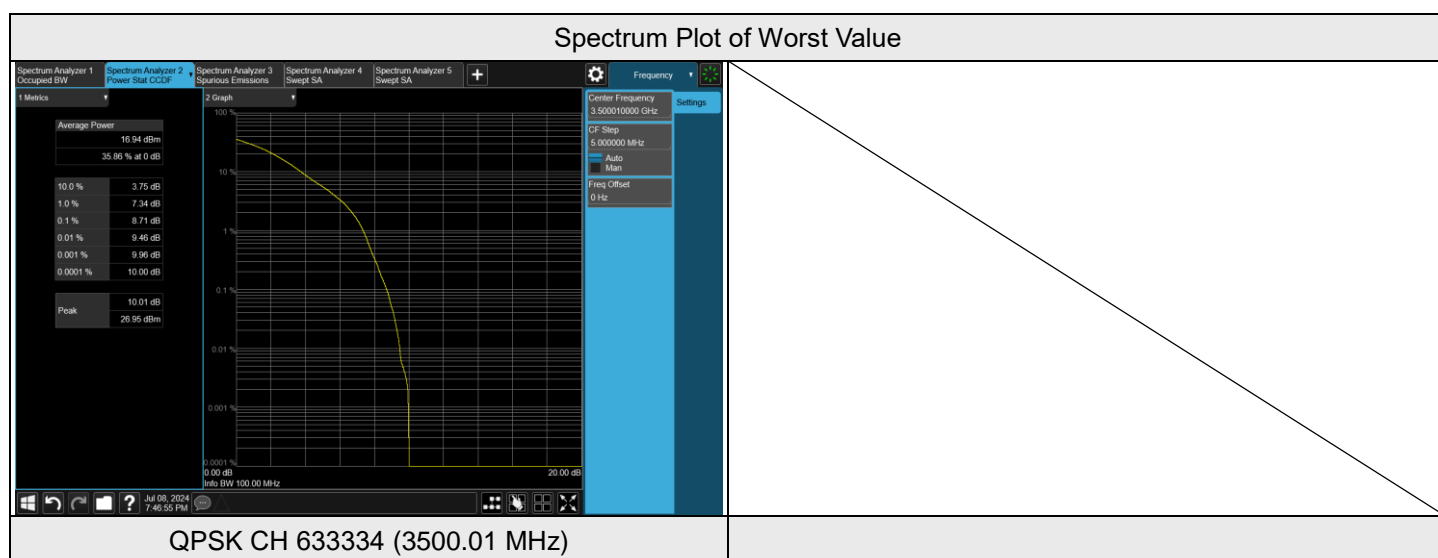 Spectrum Plot of Worst Value
Spectrum Analyzer 1
Occupied BW
Spectrum Analyzer 2
Power Stat CCDF
Spectrum Analyzer 3
Spurious Emissions
Spectrum Analyzer 4
Swept SA
Spectrum Analyzer 5
Swept SA
+
Frequency
1 Metrics
Average Power
16.94 dBm
35.86 % at 0 dB
10.0 % 3.75 dB
1.0 % 7.34 dB
0.1 % 8.71 dB
0.01 % 9.46 dB
0.001 % 9.96 dB
0.0001 % 10.00 dB
Peak
10.01 dB
26.95 dBm
2 Graph
100 %
10 %
1 %
0.1 %
0.01 %
0.001 %
0.0001 %
0.00 dB 20.00 dB
Info BW 100.00 MHz
Center Frequency
3.500010000 GHz
Settings
CF Step
5.000000 MHz
Auto
Man
Freq Offset
0 Hz
?
Jul 08, 2024
7:46:55 PM
QPSK CH 633334 (3500.01 MHz)